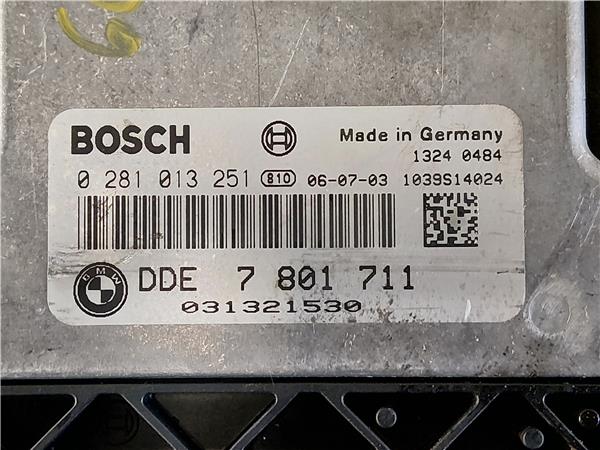 BOSCH
Made in Germany
1324 0484
0 281 013 251 810 06-07-03 1039S14024
BMW
DDE 7 801 711
031321530